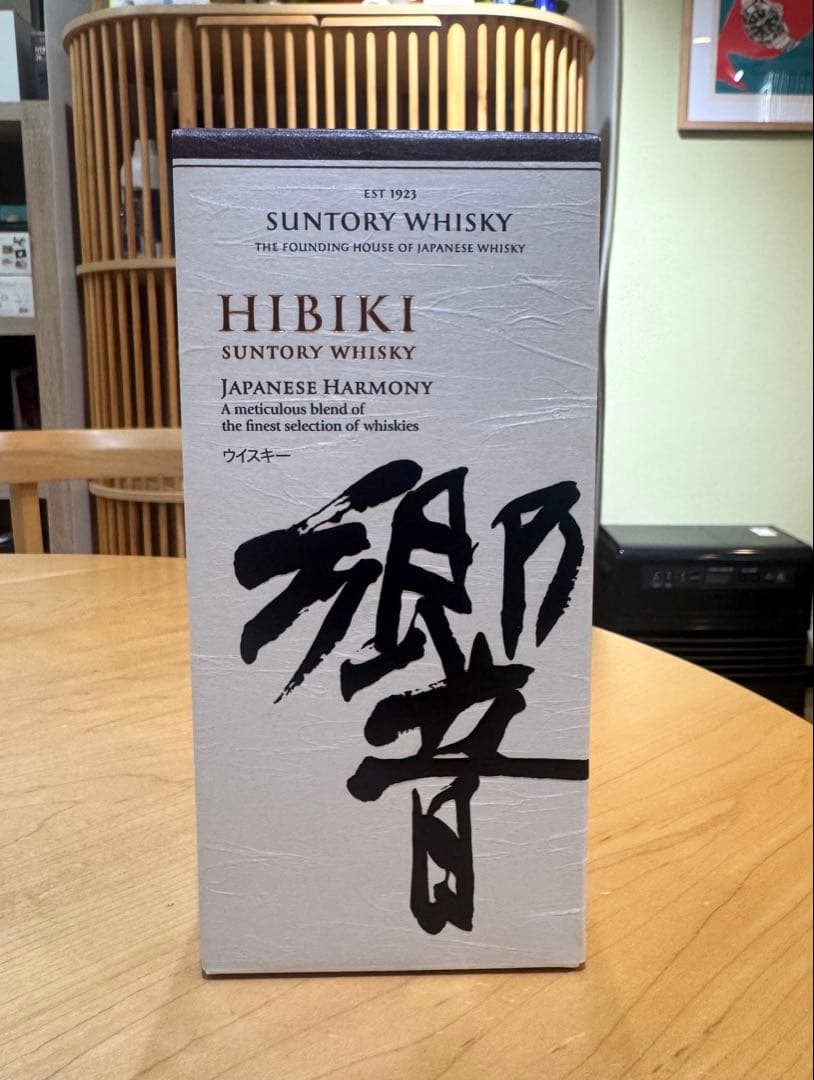 EST 1923
SUNTORY WHISKY
THE FOUNDING HOUSE OF JAPANESE WHISKY
HIBIKI
SUNTORY WHISKY
JAPANESE HARMONY
A meticulous blend of
the finest selection of whiskies
ウイスキー
響